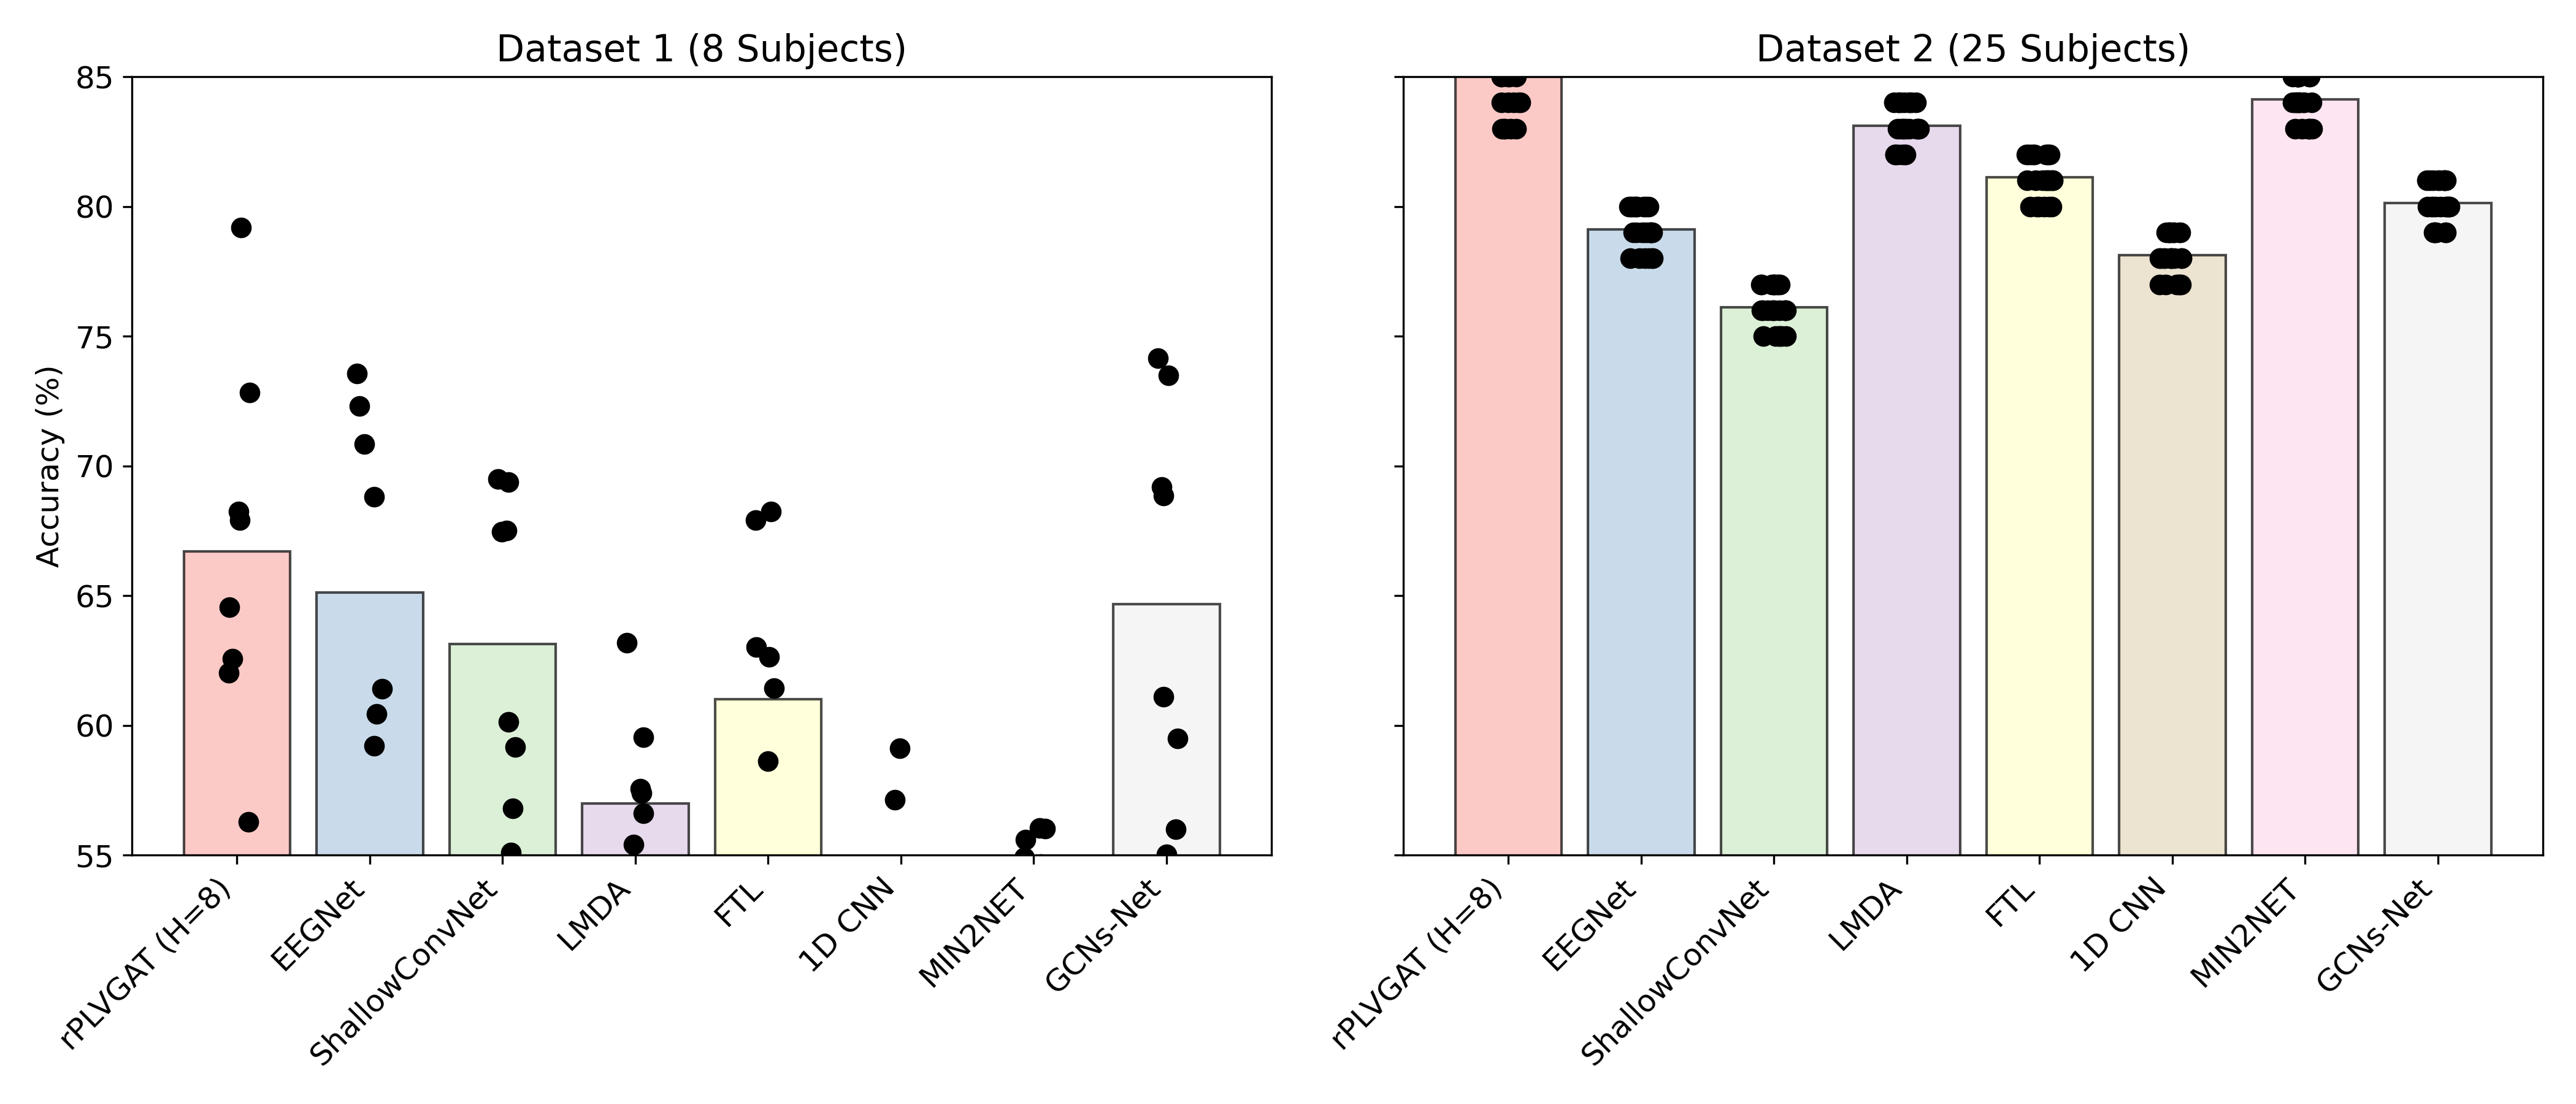 Dataset 1 (8 Subjects)
Accuracy (%)
85
80
75
70
65
60
55
rPLVGAT (H=8)
EEGNet
ShallowConvNet
LMDA
FTL
1D CNN
MIN2NET
GCNs-Net
Dataset 2 (25 Subjects)
rPLVGAT (H=8)
EEGNet
ShallowConvNet
LMDA
FTL
1D CNN
MIN2NET
GCNs-Net